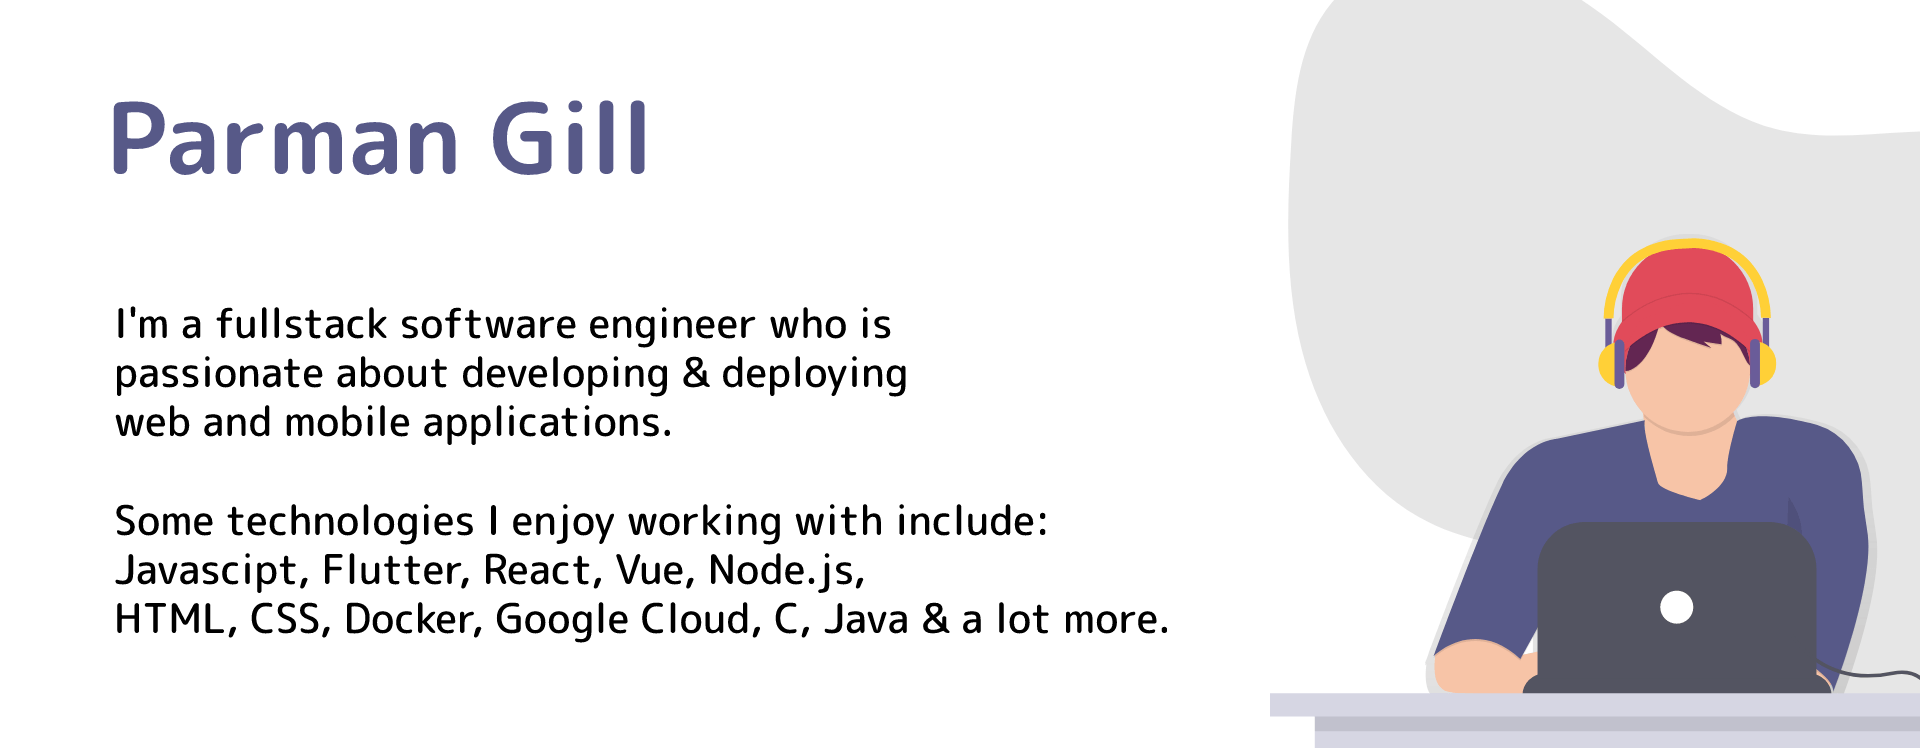 Parman Gill
I'm a fullstack software engineer who is
passionate about developing & deploying
web and mobile applications.
Some technologies I enjoy working with include:
Javascipt, Flutter, React, Vue, Node.js,
HTML, CSS, Docker, Google Cloud, C, Java & a lot more.